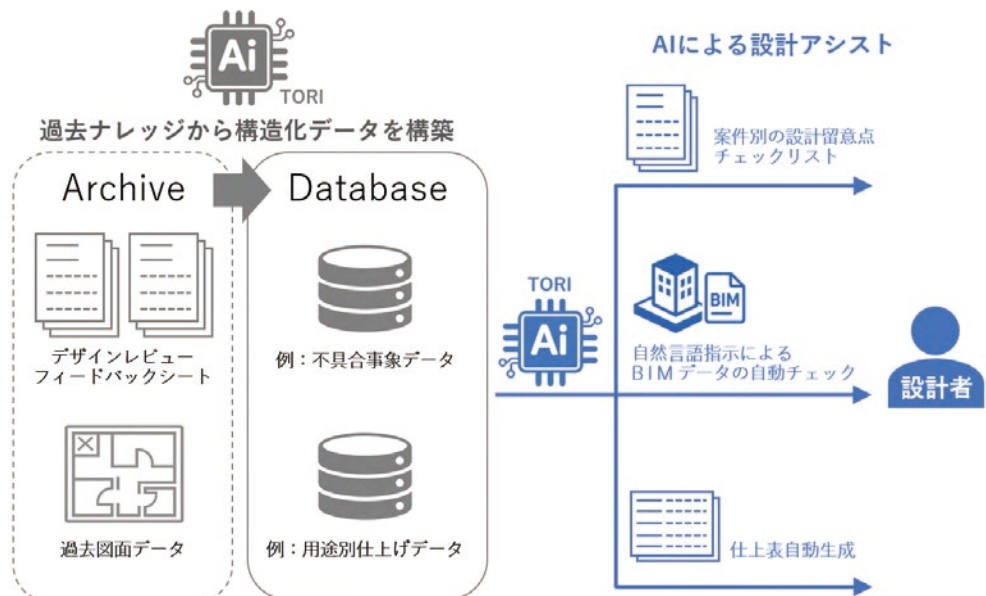 Ai
TORI
過去ナレッジから構造化データを構築
Archive
Database
デザインレビュー
フィードバックシート
過去図面データ
例：不具合事象データ
例：用途別仕上げデータ
TORI
Ai
AIによる設計アシスト
案件別の設計留意点
チェックリスト
BIM
自然言語指示による
BIMデータの自動チェック
仕上表自動生成
設計者